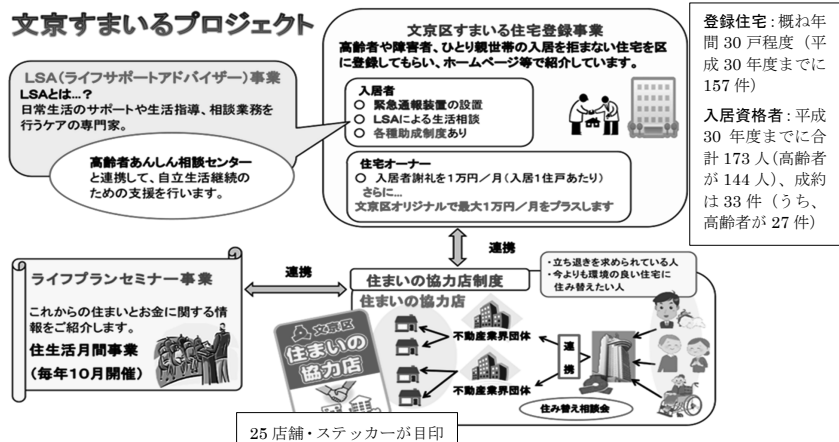 文京すまいるプロジェクト
LSA(ライフサポートアドバイザー)事業
LSAとは…?
日常生活のサポートや生活指導、相談業務を
行うケアの専門家。
高齢者あんしん相談センター
と連携して、自立生活継続の
ための支援を行います。
文京区すまいる住宅登録事業
高齢者や障害者、ひとり親世帯の入居を拒まない住宅を区
に登録してもらい、ホームページ等で紹介しています。
入居者
○ 緊急通報装置の設置
○ LSAによる生活相談
○ 各種助成制度あり
住宅オーナー
○ 入居者謝礼を1万円/月(入居1住戸あたり)
さらに…
文京区オリジナルで最大1万円/月をプラスします
登録住宅:概ね年
間 30 戸程度(平
成 30 年度までに
157 件)
入居資格者:平成
30 年度までに合
計 173 人(高齢者
が 144 人)、成約
は 33 件(うち、
高齢者が 27 件)
連携
ライフプランセミナー事業
これからの住まいとお金に関する情
報をご紹介します。
住生活月間事業
(毎年10月開催)
連携
住まいの協力店制度
住まいの協力店
文京区
住まいの
協力店
不動産業界団体
不動産業界団体
・立ち退きを求められている人
・今よりも環境の良い住宅に
住み替えたい人
連
携
住み替え相談会
25 店舗・ステッカーが目印